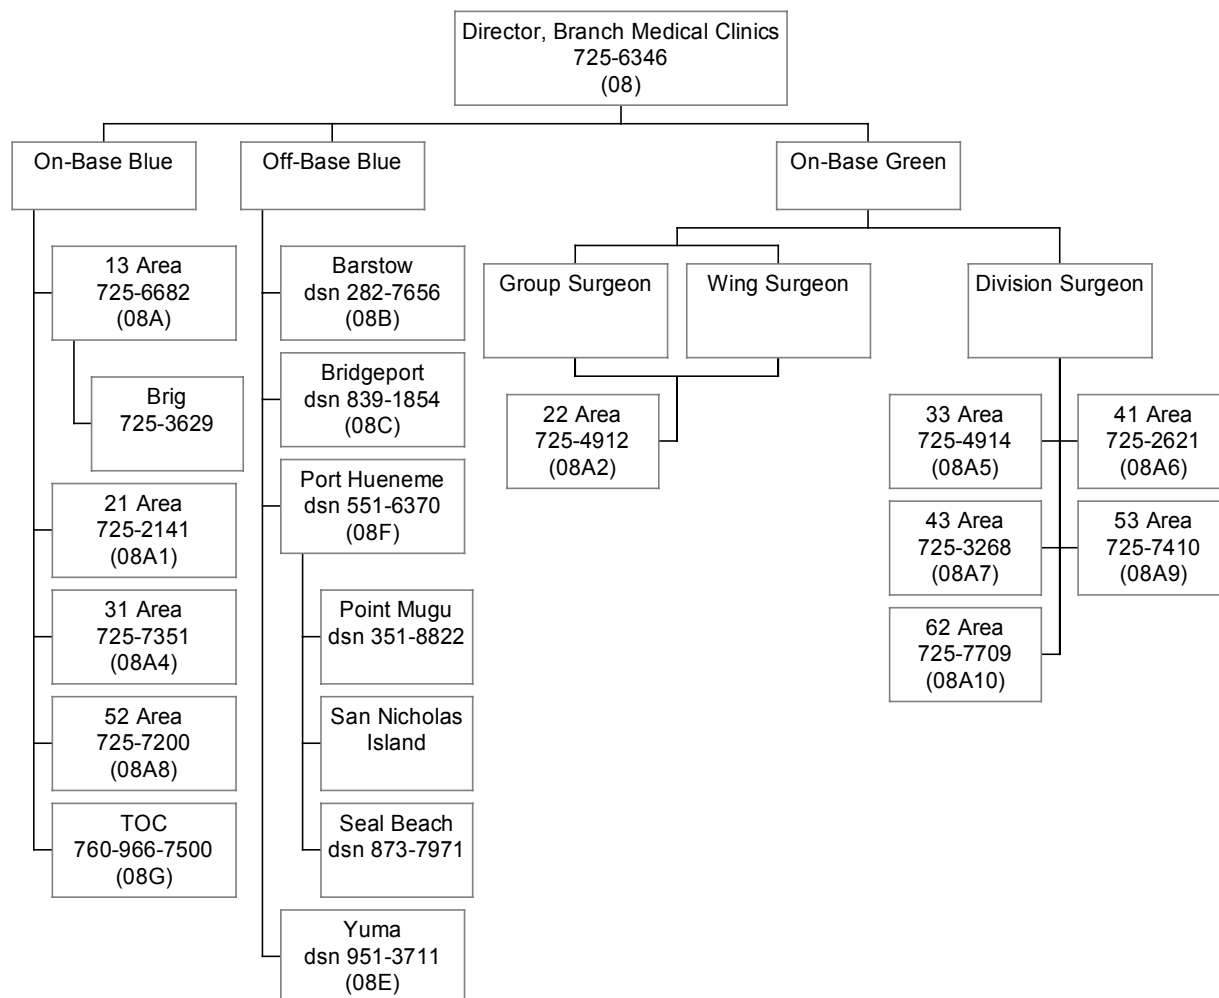 Director, Branch Medical Clinics
725-6346
(08)
On-Base Blue
Off-Base Blue
On-Base Green
13 Area
725-6682
(08A)
Brig
725-3629
21 Area
725-2141
(08A1)
31 Area
725-7351
(08A4)
52 Area
725-7200
(08A8)
TOC
760-966-7500
(08G)
Barstow
dsn 282-7656
(08B)
Bridgeport
dsn 839-1854
(08C)
Port Hueneme
dsn 551-6370
(08F)
Point Mugu
dsn 351-8822
San Nicholas
Island
Seal Beach
dsn 873-7971
Yuma
dsn 951-3711
(08E)
Group Surgeon
Wing Surgeon
22 Area
725-4912
(08A2)
Division Surgeon
33 Area
725-4914
(08A5)
41 Area
725-2621
(08A6)
43 Area
725-3268
(08A7)
53 Area
725-7410
(08A9)
62 Area
725-7709
(08A10)